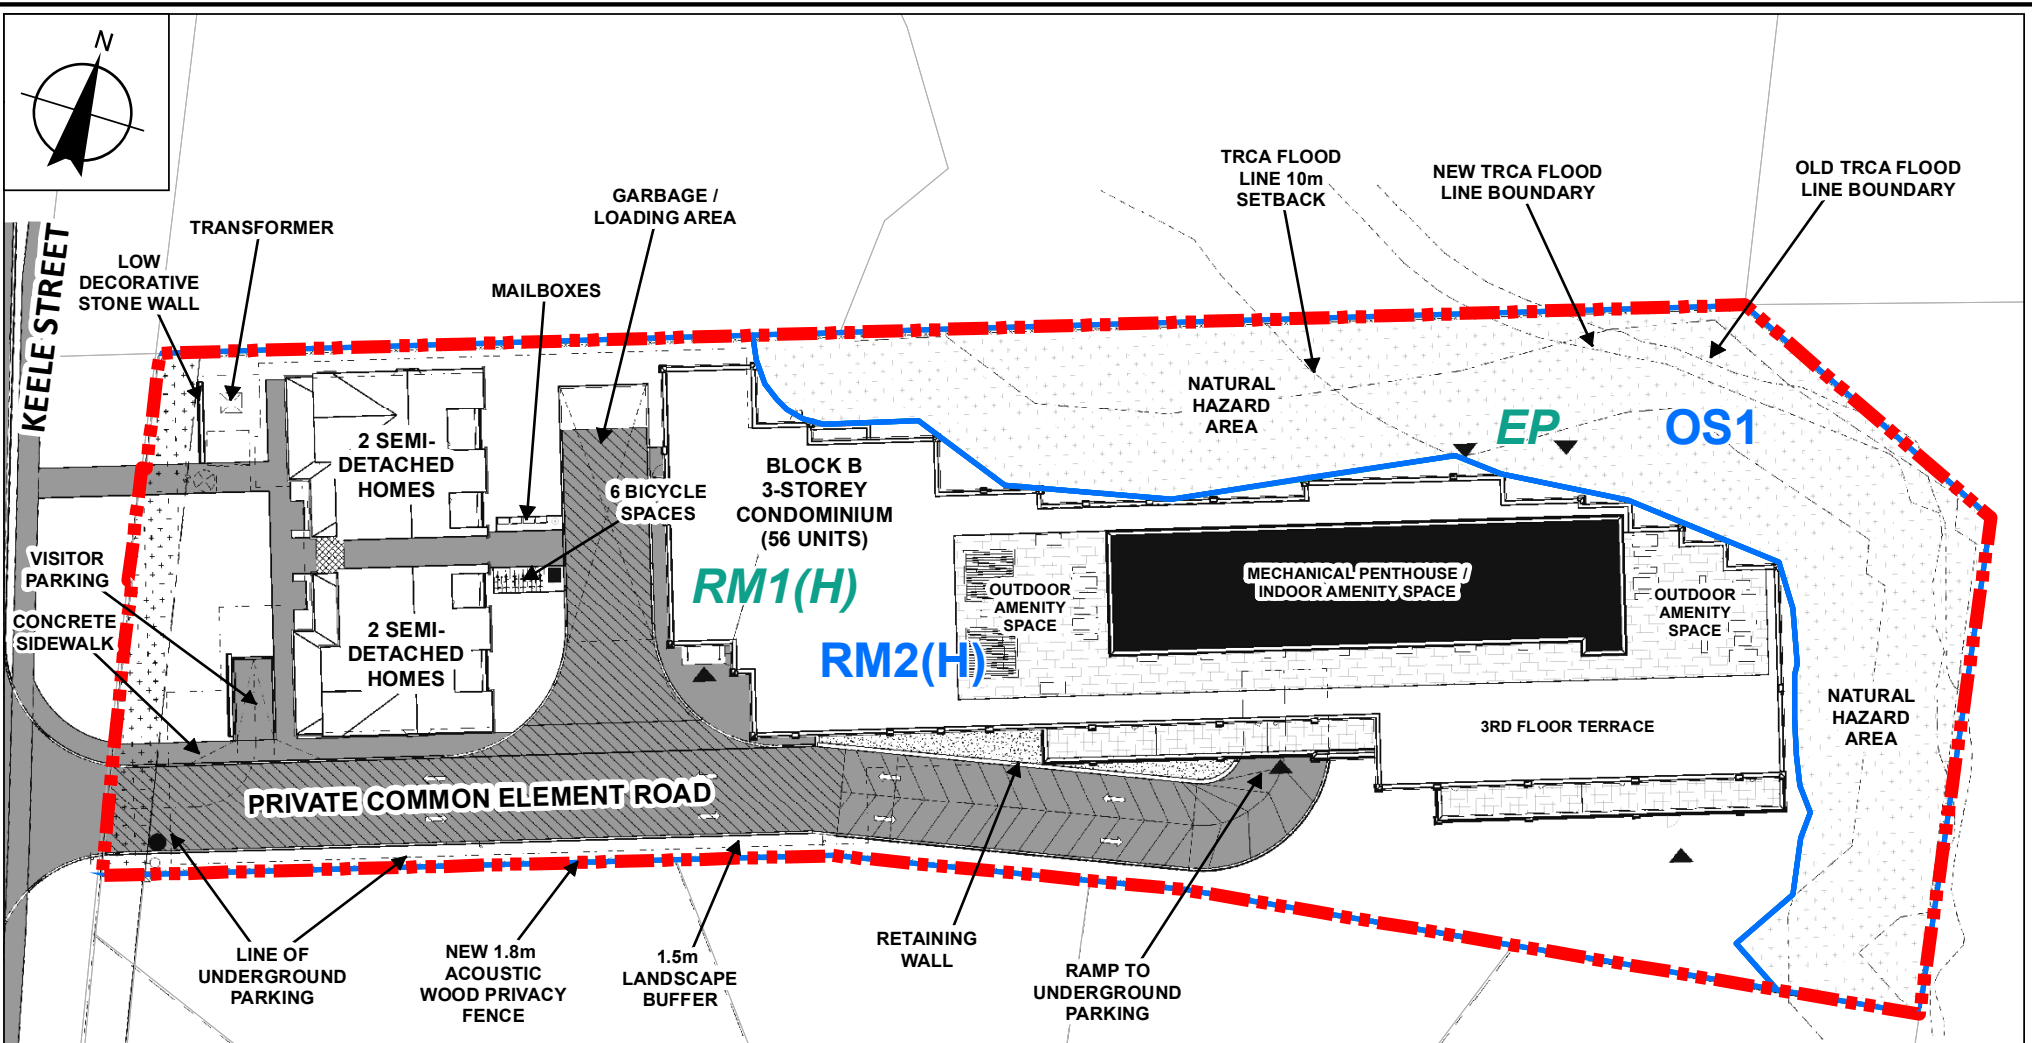 N
KEELE STREET
LOW
DECORATIVE
STONE WALL
TRANSFORMER
GARBAGE /
LOADING AREA
MAILBOXES
TRCA FLOOD
LINE 10m
SETBACK
NEW TRCA FLOOD
LINE BOUNDARY
OLD TRCA FLOOD
LINE BOUNDARY
NATURAL
HAZARD
AREA
EP
OS1
2 SEMI-
DETACHED
HOMES
6 BICYCLE
SPACES
BLOCK B
3-STOREY
CONDOMINIUM
(56 UNITS)
RM1(H)
RM2(H)
OUTDOOR
AMENITY
SPACE
MECHANICAL PENTHOUSE /
INDOOR AMENITY SPACE
OUTDOOR
AMENITY
SPACE
VISITOR
PARKING
CONCRETE
SIDEWALK
2 SEMI-
DETACHED
HOMES
3RD FLOOR TERRACE
NATURAL
HAZARD
AREA
PRIVATE COMMON ELEMENT ROAD
LINE OF
UNDERGROUND
PARKING
NEW 1.8m
ACOUSTIC
WOOD PRIVACY
FENCE
1.5m
LANDSCAPE
BUFFER
RETAINING
WALL
RAMP TO
UNDERGROUND
PARKING